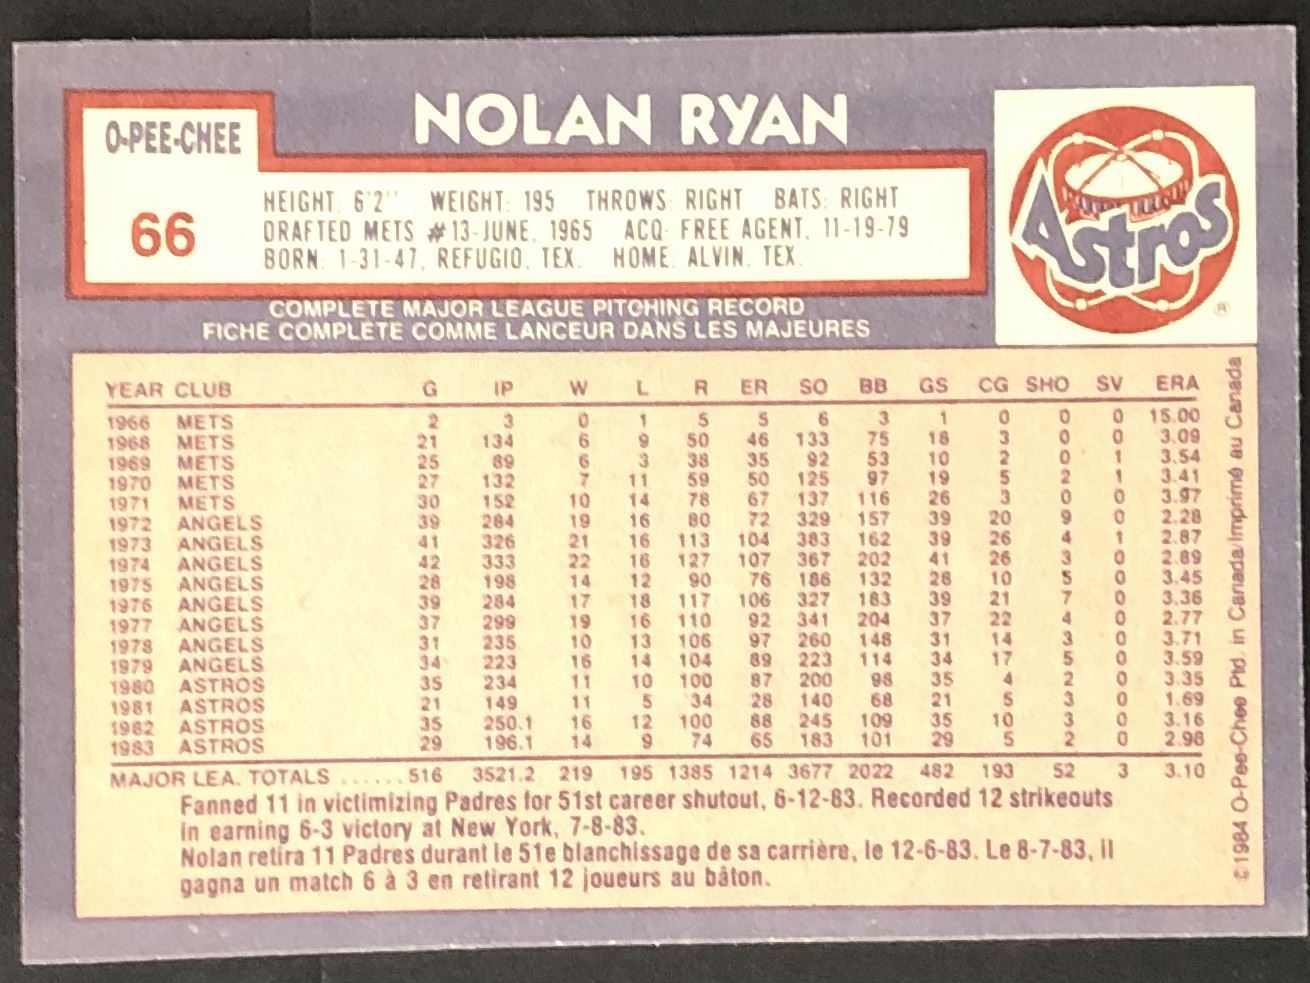 O-PEE-CHEE
66
NOLAN RYAN
HEIGHT: 6'2" WEIGHT: 195 THROWS: RIGHT BATS: RIGHT
DRAFTED METS #13-JUNE, 1965 ACQ: FREE AGENT, 11-19-79
BORN: 1-31-47, REFUGIO, TEX. HOME: ALVIN, TEX.
Astros
®
COMPLETE MAJOR LEAGUE PITCHING RECORD
FICHE COMPLETE COMME LANCEUR DANS LES MAJEURES
YEAR CLUB G IP W L R ER SO BB GS CG SHO SV ERA
1966 METS 2 3 0 1 5 5 6 3 1 0 0 0 15.00
1968 METS 21 134 6 9 50 46 133 75 18 3 0 0 3.09
1969 METS 25 89 6 3 38 35 92 53 10 2 0 1 3.54
1970 METS 27 132 7 11 59 50 125 97 19 5 2 1 3.41
1971 METS 30 152 10 14 78 67 137 116 26 3 0 0 3.97
1972 ANGELS 39 284 19 16 80 72 329 157 39 20 9 0 2.28
1973 ANGELS 41 326 21 16 113 104 383 162 39 26 4 1 2.87
1974 ANGELS 42 333 22 16 127 107 367 202 41 26 3 0 2.89
1975 ANGELS 28 198 14 12 90 76 186 132 28 10 5 0 3.45
1976 ANGELS 39 284 17 18 117 106 327 183 39 21 7 0 3.36
1977 ANGELS 37 299 19 16 110 92 341 204 37 22 4 0 2.77
1978 ANGELS 31 235 10 13 106 97 260 148 31 14 3 0 3.71
1979 ANGELS 34 223 16 14 104 89 223 114 34 17 5 0 3.59
1980 ASTROS 35 234 11 10 100 87 200 98 35 4 2 0 3.35
1981 ASTROS 21 149 11 5 34 28 140 68 21 5 3 0 1.69
1982 ASTROS 35 250.1 16 12 100 88 245 109 35 10 3 0 3.16
1983 ASTROS 29 196.1 14 9 74 65 183 101 29 5 2 0 2.98
MAJOR LEA. TOTALS ......516 3521.2 219 195 1385 1214 3677 2022 482 193 52 3 3.10
Fanned 11 in victimizing Padres for 51st career shutout, 6-12-83. Recorded 12 strikeouts
in earning 6-3 victory at New York, 7-8-83.
Nolan retira 11 Padres durant le 51e blanchissage de sa carrière, le 12-6-83. Le 8-7-83, il
gagna un match 6 à 3 en retirant 12 joueurs au bâton.
©1984 O-Pee-Chee Ptd. in Canada/Imprimé au Canada